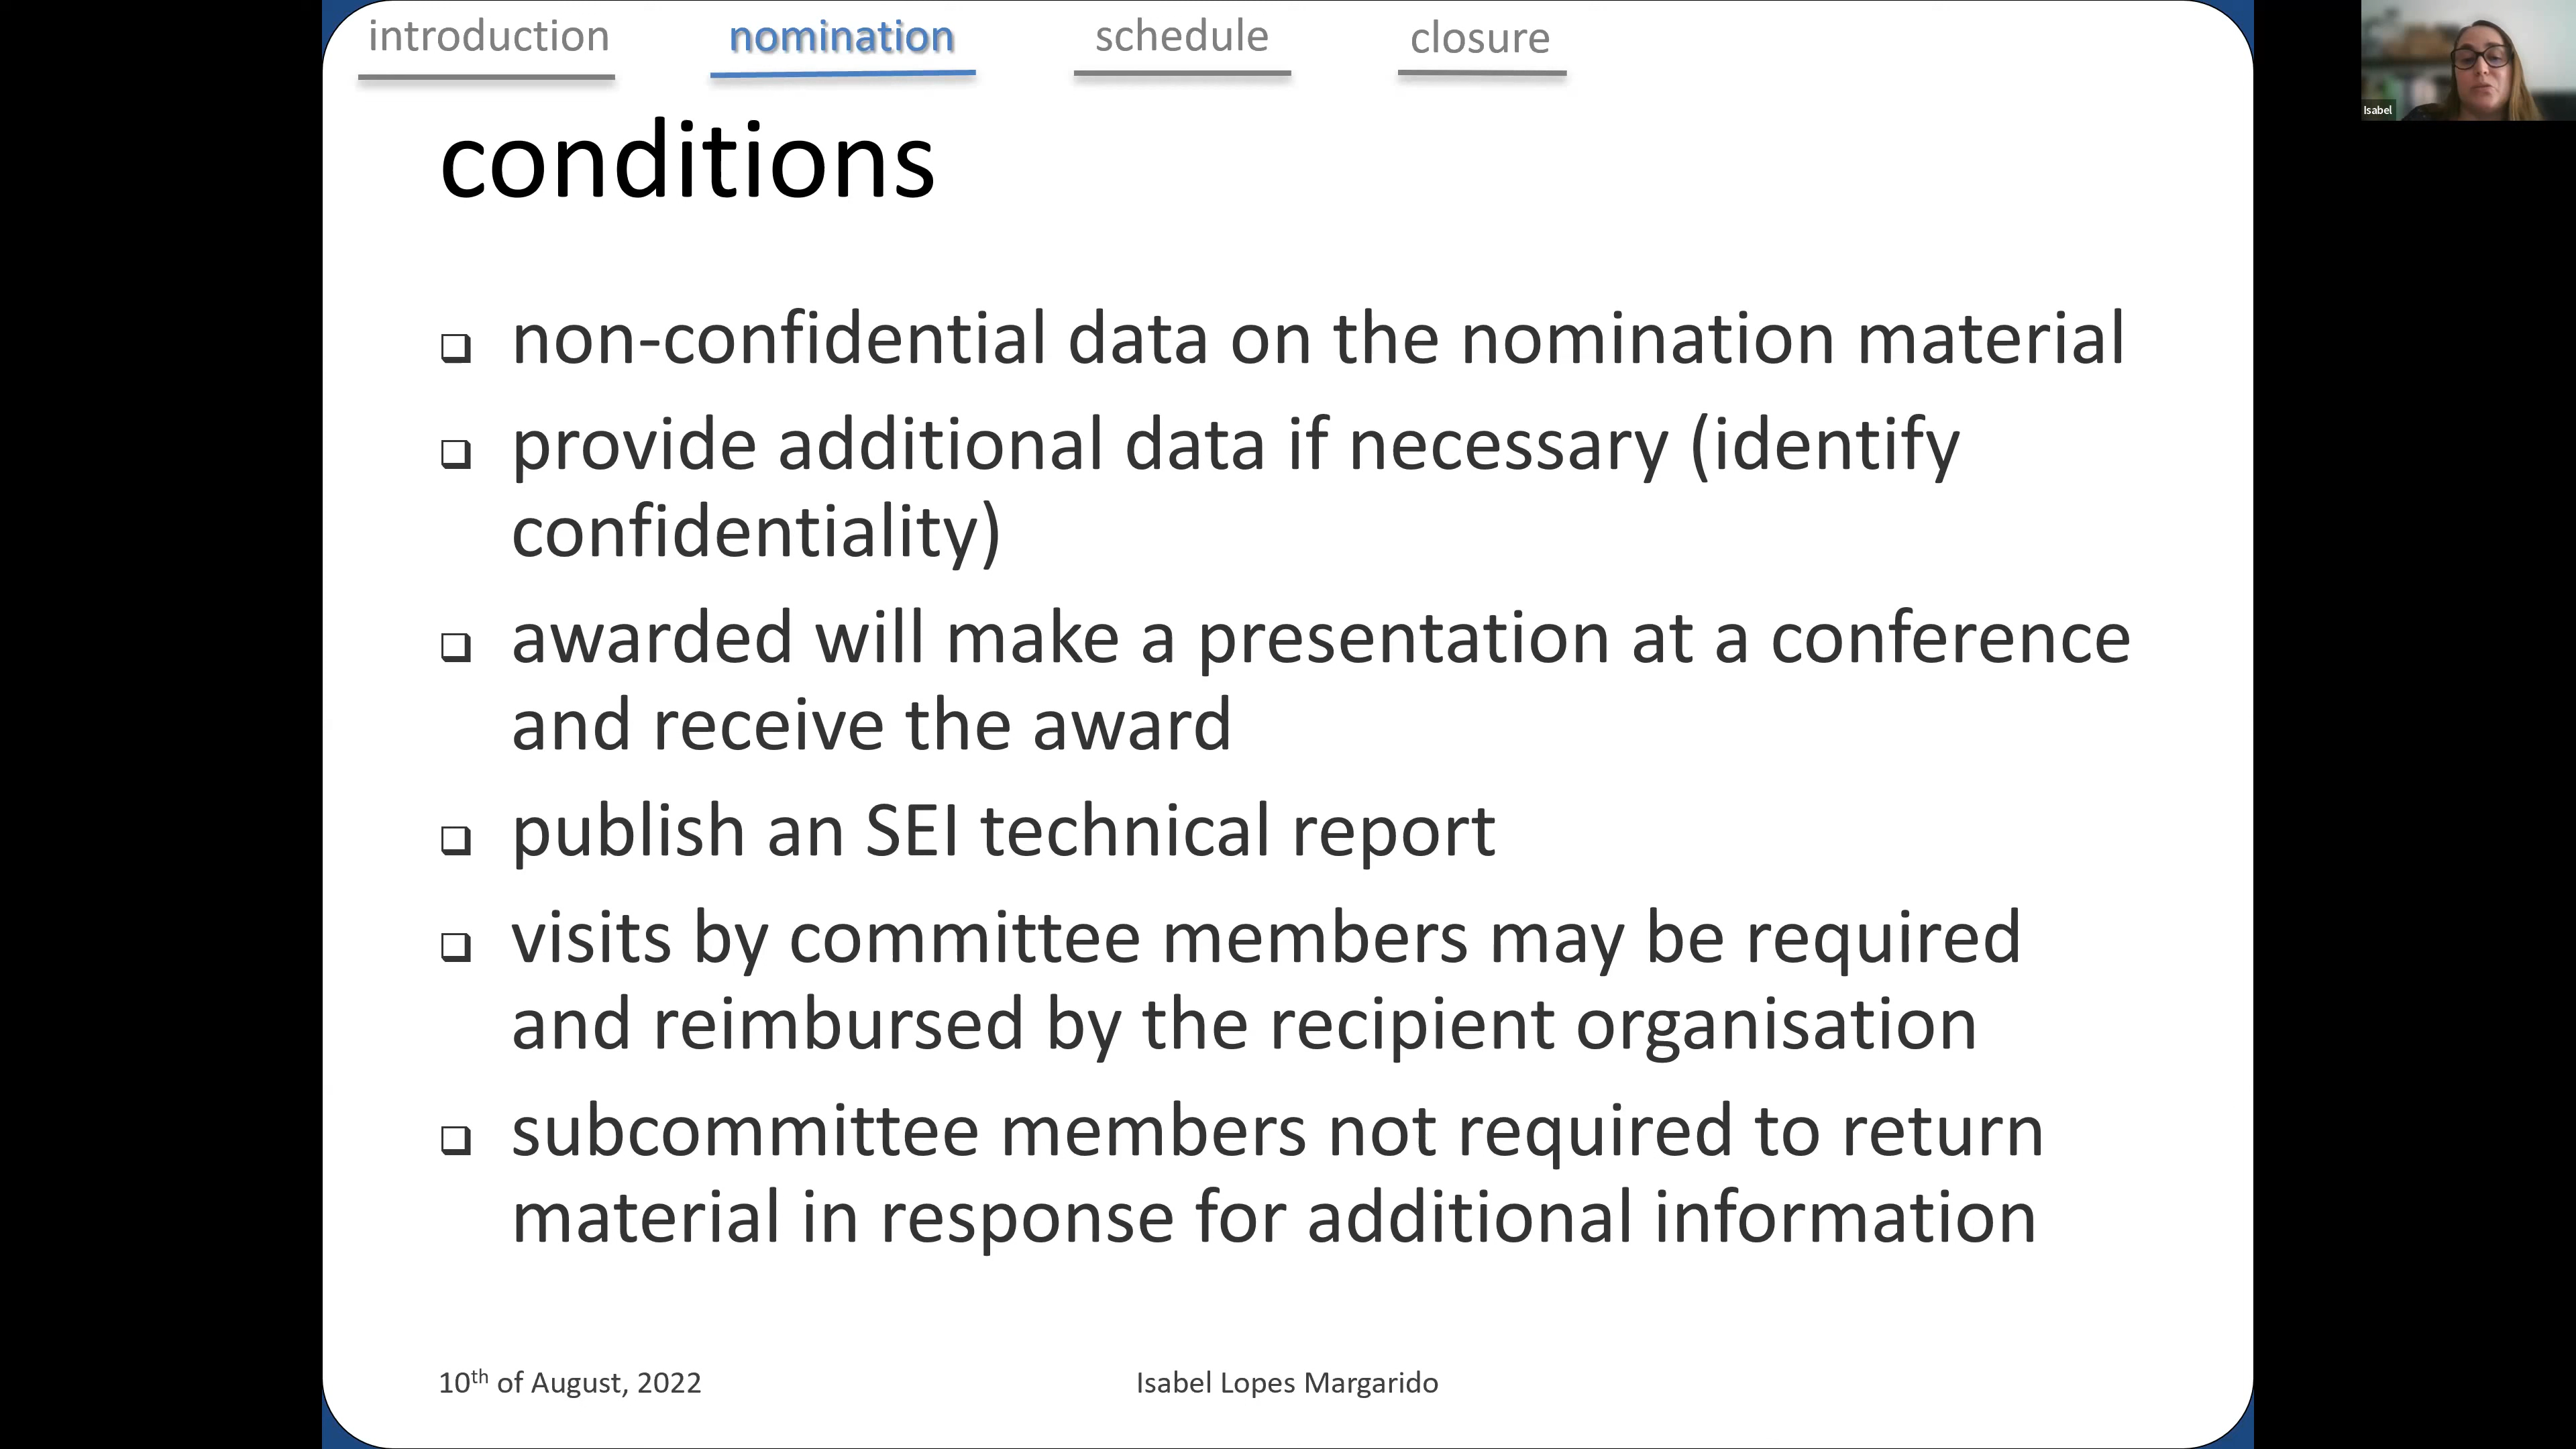 introduction
nomination
schedule
closure
Isabel
conditions
non-confidential data on the nomination material
provide additional data if necessary (identify
confidentiality)
awarded will make a presentation at a conference
and receive the award
publish an SEI technical report
visits by committee members may be required
and reimbursed by the recipient organisation
subcommittee members not required to return
material in response for additional information
10th of August, 2022
Isabel Lopes Margarido